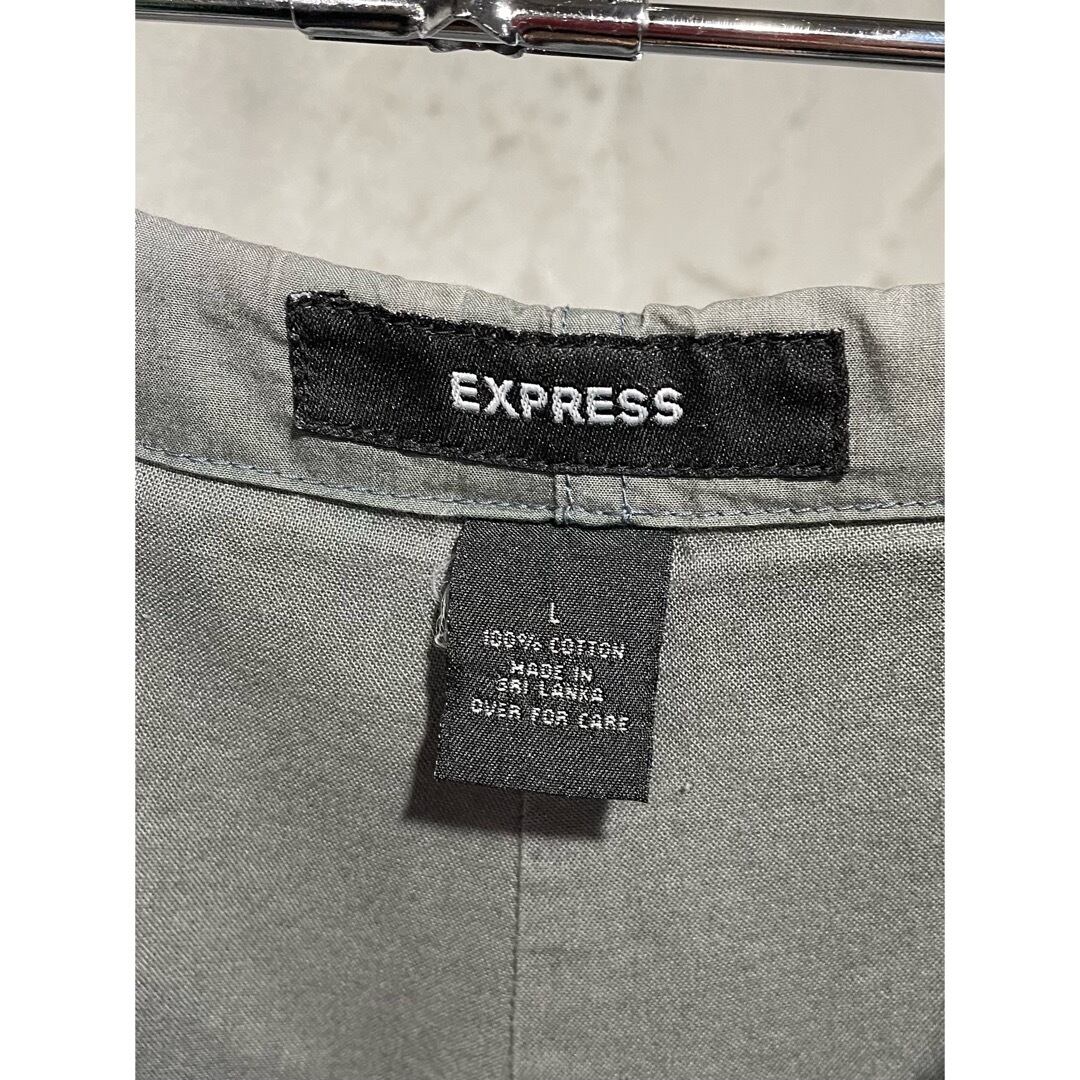 EXPRESS
L
100% COTTON
MADE IN
SRI LANKA
OVER FOR CARE